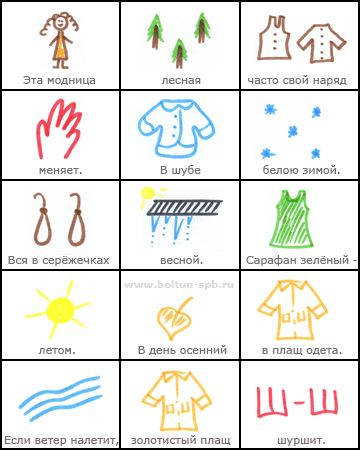 Эта модница
лесная
часто свой наряд
меняет.
В шубе
белою зимой.
Вся в серёжечках
весной.
Сарафан зелёный -
www.boltun-spb.ru
летом.
В день осенний
в плащ одета.
Если ветер налетит,
золотистый плащ
Ш-Ш
шуршит.